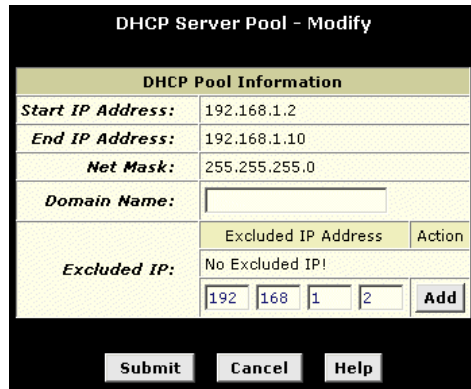 DHCP Server Pool - Modify
DHCP Pool Information
Start IP Address: 192.168.1.2
End IP Address: 192.168.1.10
Net Mask: 255.255.255.0
Domain Name:
Excluded IP Address Action
Excluded IP: No Excluded IP!
192 168 1 2 Add
Submit Cancel Help